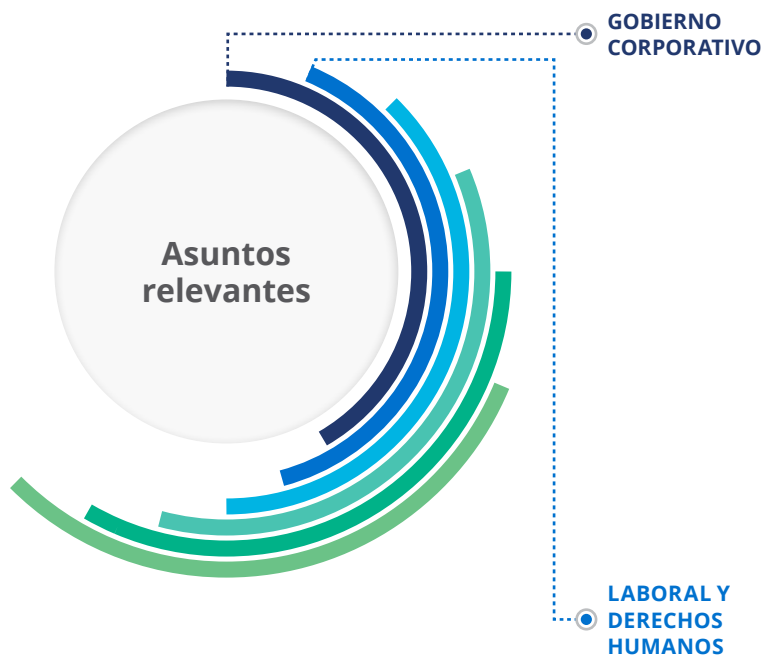 GOBIERNO
CORPORATIVO
Asuntos
relevantes
LABORAL Y
DERECHOS
HUMANOS